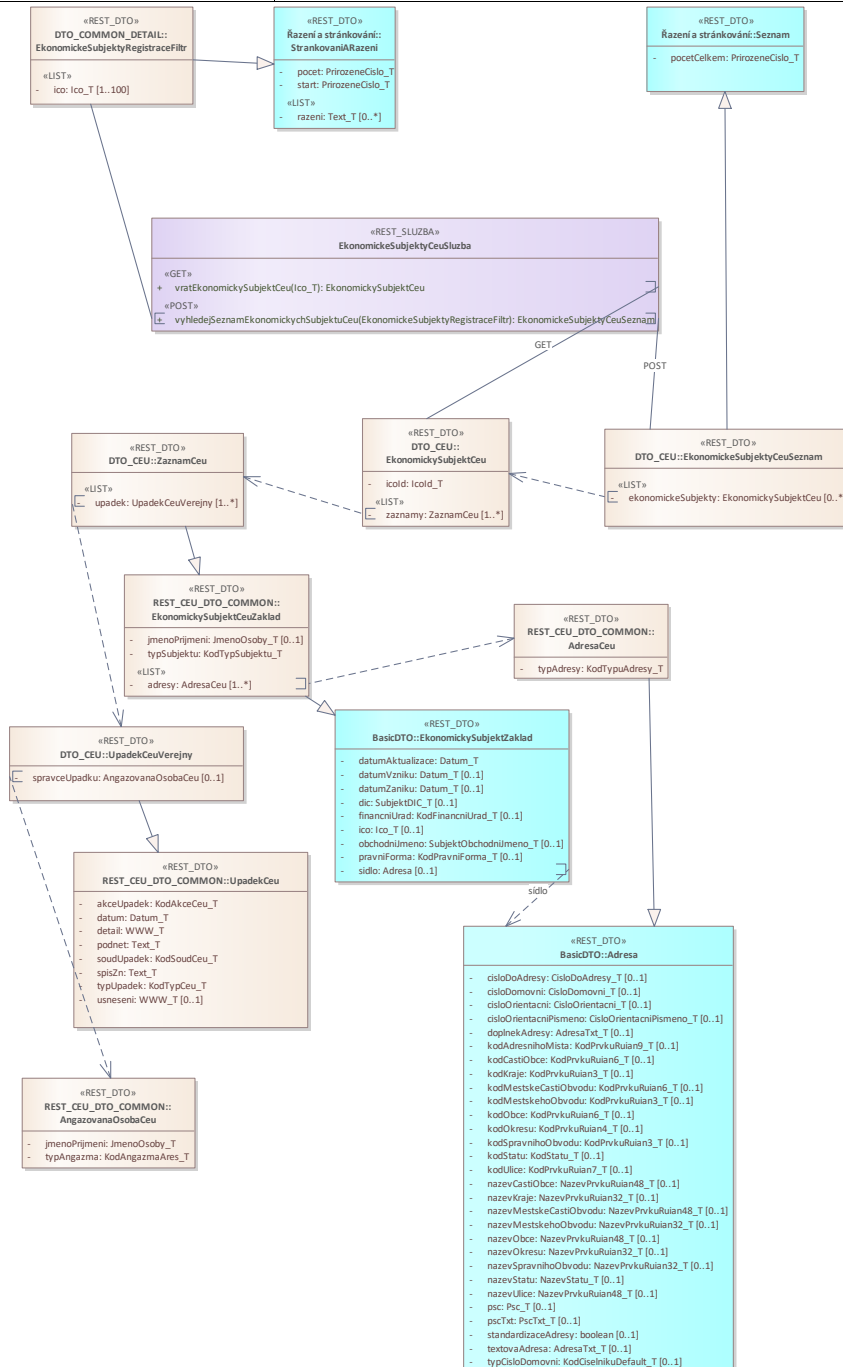 «REST_DTO»
DTO_COMMON_DETAIL::
EkonomickeSubjektyRegistraceFiltr
«LIST»
- ico: Ico_T [1..100]
«REST_DTO»
Řazení a stránkování::
StrankovaniARazeni
- pocet: PrirozeneCislo_T
- start: PrirozeneCislo_T
«LIST»
- razeni: Text_T [0..*]
«REST_DTO»
Řazení a stránkování::Seznam
- pocetCelkem: PrirozeneCislo_T
«REST_SLUZBA»
EkonomickeSubjektyCeuSluzba
«GET»
+ vratEkonomickySubjektCeu(Ico_T): EkonomickySubjektCeu
«POST»
+ vyhledejSeznamEkonomickychSubjektuCeu(EkonomickeSubjektyRegistraceFiltr): EkonomickeSubjektyCeuSeznam
GET
POST
«REST_DTO»
DTO_CEU::ZaznamCeu
«LIST»
- upadek: UpadekCeuVerejny [1..*]
«REST_DTO»
DTO_CEU::
EkonomickySubjektCeu
- icoId: IcoId_T
«LIST»
- zaznamy: ZaznamCeu [1..*]
«REST_DTO»
DTO_CEU::EkonomickeSubjektyCeuSeznam
«LIST»
- ekonomickeSubjekty: EkonomickySubjektCeu [0..*
«REST_DTO»
REST_CEU_DTO_COMMON::
EkonomickySubjektCeuZaklad
- jmenoPrijmeni: JmenoOsoby_T [0..1]
- typSubjektu: KodTypSubjektu_T
«LIST»
- adresy: AdresaCeu [1..*]
«REST_DTO»
REST_CEU_DTO_COMMON::
AdresaCeu
- typAdresy: KodTypuAdresy_T
«REST_DTO»
DTO_CEU::UpadekCeuVerejny
- spravceUpadku: AngazovanaOsobaCeu [0..1]
«REST_DTO»
BasicDTO::EkonomickySubjektZaklad
- datumAktualizace: Datum_T
- datumVzniku: Datum_T [0..1]
- datumZaniku: Datum_T [0..1]
- dic: SubjektDIC_T [0..1]
- financniUrad: KodFinancniUrad_T [0..1]
- ico: Ico_T [0..1]
- obchodniJmeno: SubjektObchodniJmeno_T [0..1]
- pravniForma: KodPravniForma_T [0..1]
- sidlo: Adresa [0..1]
sídlo
«REST_DTO»
REST_CEU_DTO_COMMON::UpadekCeu
- akceUpadek: KodAkceCeu_T
- datum: Datum_T
- detail: WWW_T
- podnet: Text_T
- soudUpadek: KodSoudCeu_T
- spisZn: Text_T
- typUpadek: KodTypCeu_T
- usneseni: WWW_T [0..1]
«REST_DTO»
REST_CEU_DTO_COMMON::
AngazovanaOsobaCeu
- jmenoPrijmeni: JmenoOsoby_T
- typAngazma: KodAngazmaAres_T
«REST_DTO»
BasicDTO::Adresa
- cisloDoAdresy: CisloDoAdresy_T [0..1]
- cisloDomovni: CisloDomovni_T [0..1]
- cisloOrientacni: CisloOrientacni_T [0..1]
- cisloOrientacniPismeno: CisloOrientacniPismeno_T [0..1]
- doplnekAdresy: AdresaTxt_T [0..1]
- kodAdresnihoMista: KodPrvkuRuian9_T [0..1]
- kodCastiObce: KodPrvkuRuian6_T [0..1]
- kodKraje: KodPrvkuRuian3_T [0..1]
- kodMestskeCastiObvodu: KodPrvkuRuian6_T [0..1]
- kodMestskehoObvodu: KodPrvkuRuian3_T [0..1]
- kodObce: KodPrvkuRuian6_T [0..1]
- kodOkresu: KodPrvkuRuian4_T [0..1]
- kodSpravnihoObvodu: KodPrvkuRuian3_T [0..1]
- kodStatu: KodStatu_T [0..1]
- kodUlice: KodPrvkuRuian7_T [0..1]
- nazevCastiObce: NazevPrvkuRuian48_T [0..1]
- nazevKraje: NazevPrvkuRuian32_T [0..1]
- nazevMestskeCastiObvodu: NazevPrvkuRuian48_T [0..1]
- nazevMestskehoObvodu: NazevPrvkuRuian32_T [0..1]
- nazevObce: NazevPrvkuRuian48_T [0..1]
- nazevOkresu: NazevPrvkuRuian32_T [0..1]
- nazevSpravnihoObvodu: NazevPrvkuRuian32_T [0..1]
- nazevStatu: NazevStatu_T [0..1]
- nazevUlice: NazevPrvkuRuian48_T [0..1]
- psc: Psc_T [0..1]
- pscTxt: PscTxt_T [0..1]
- standardizaceAdresy: boolean [0..1]
- textovaAdresa: AdresaTxt_T [0..1]
- typCisloDomovni: KodCiselnikuDefault_T [0..1]